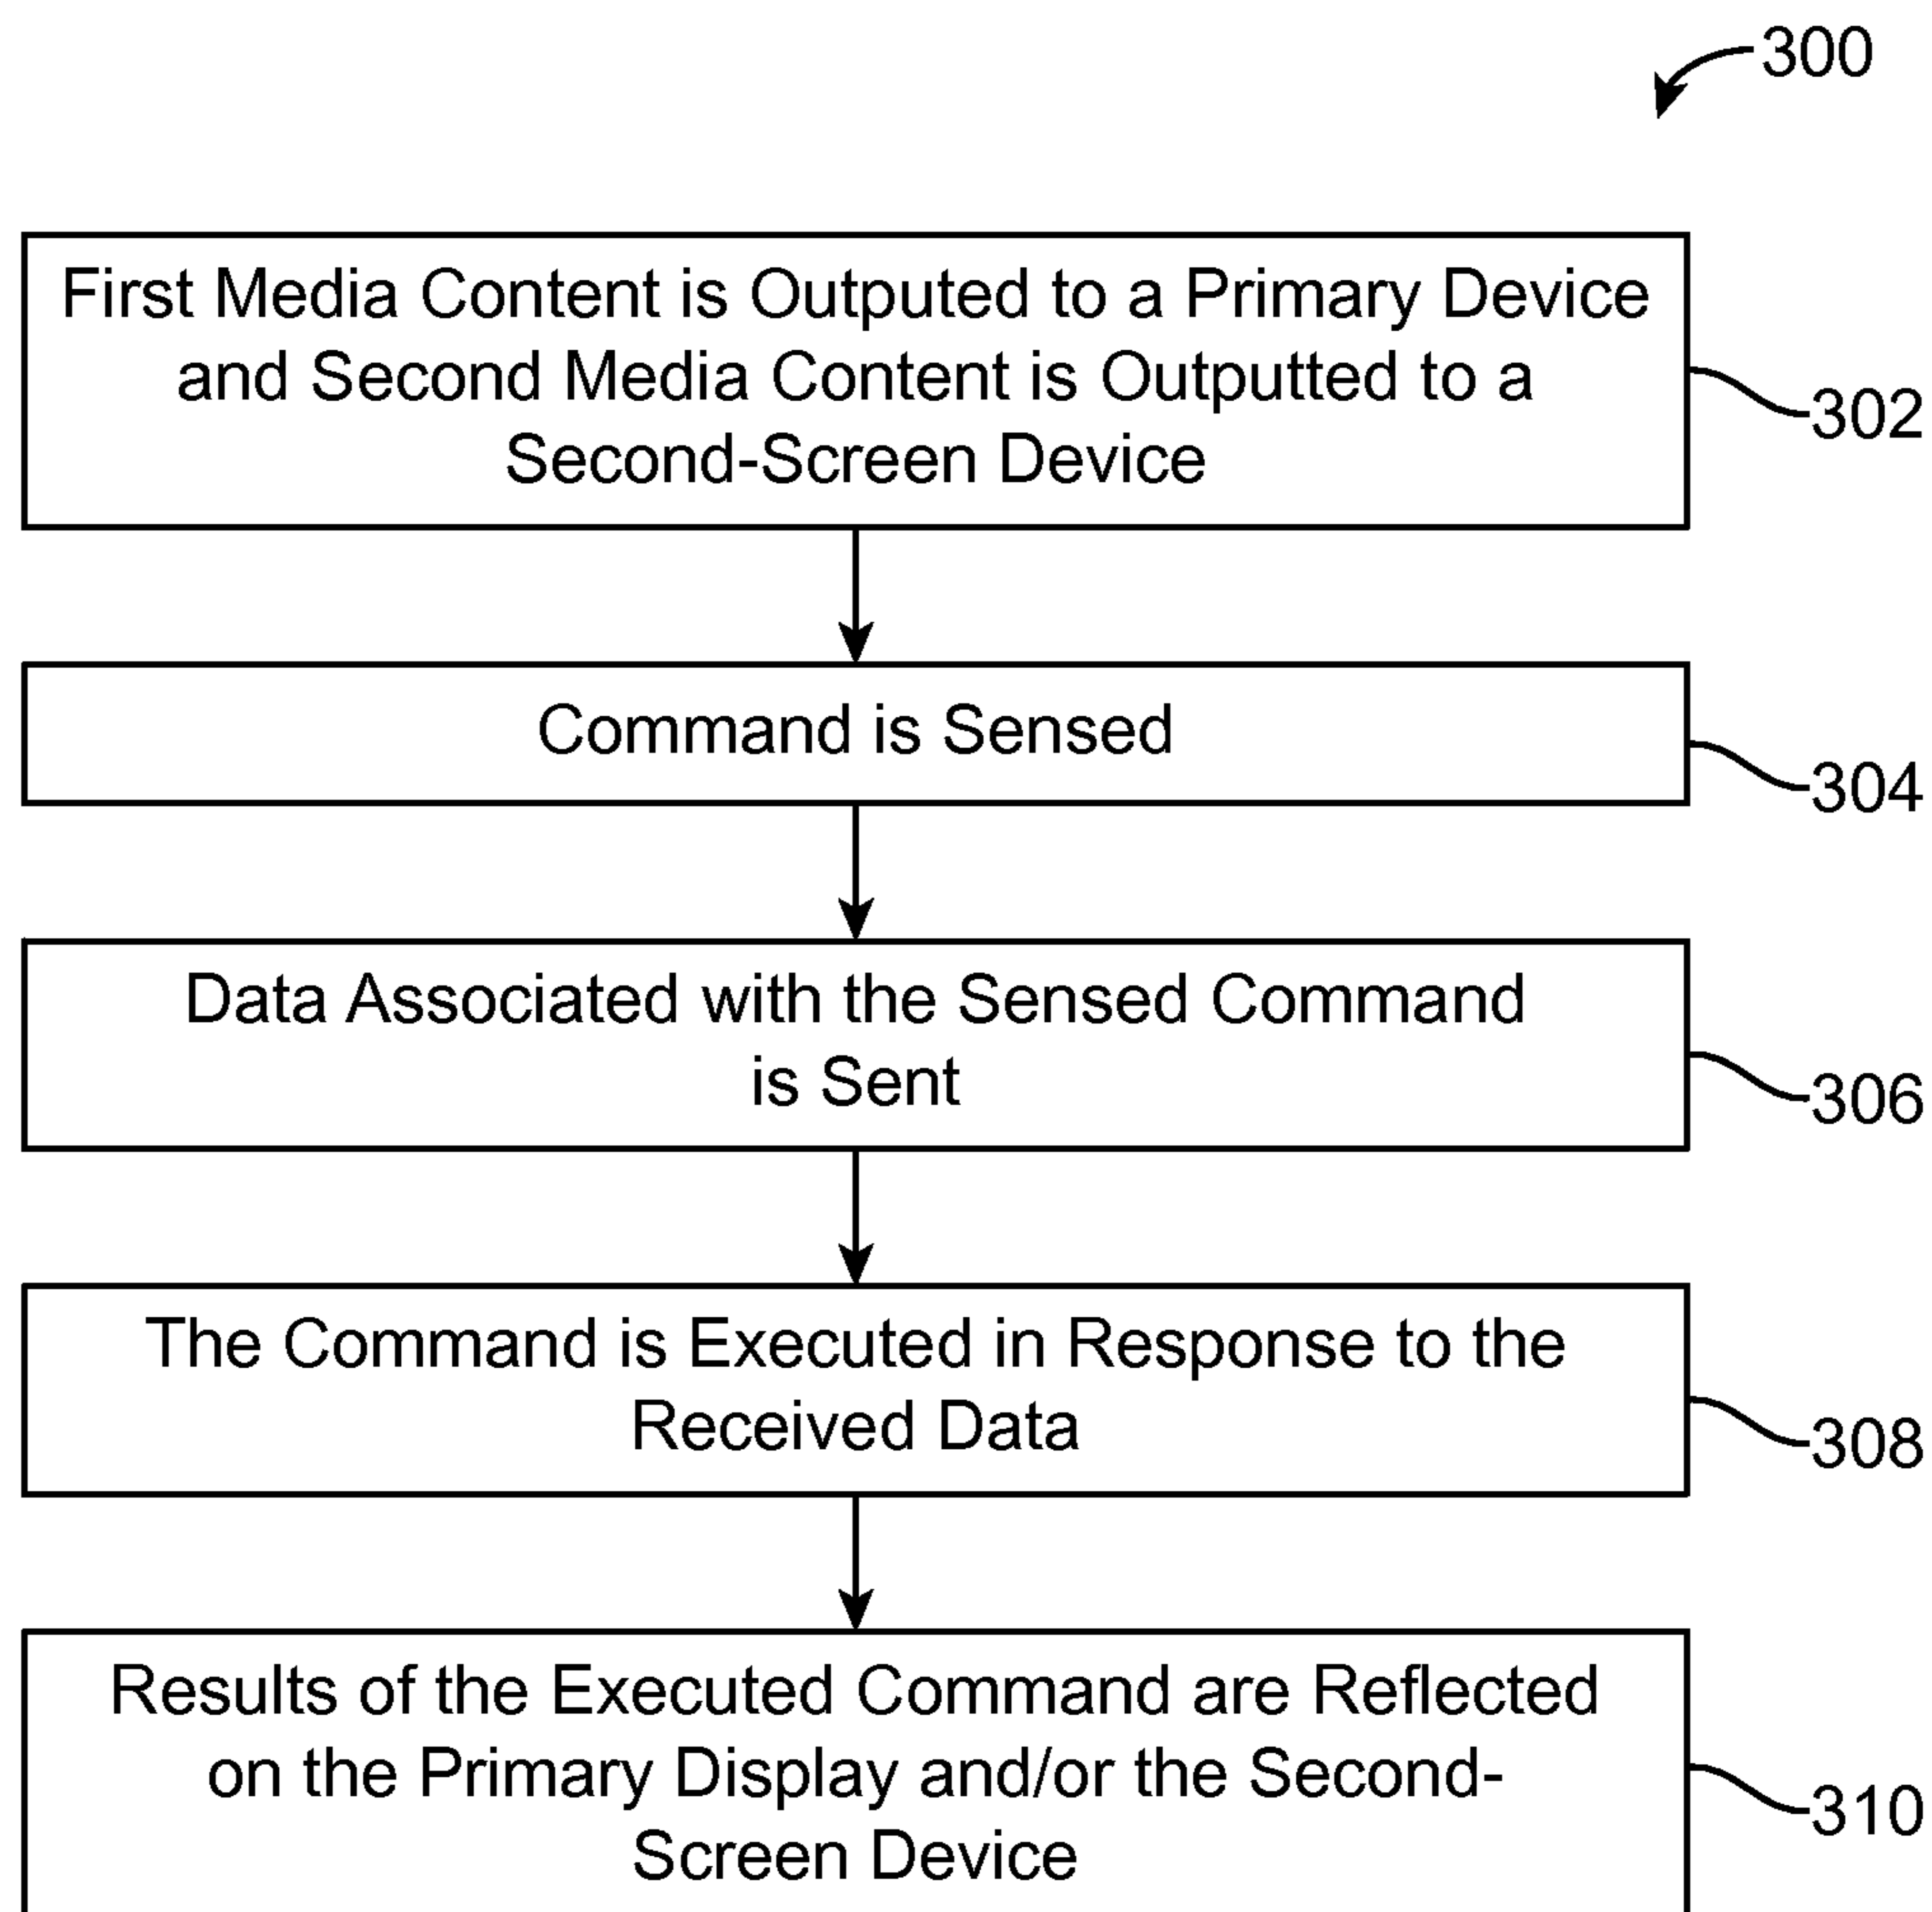 300
First Media Content is Outputed to a Primary Device
and Second Media Content is Outputted to a
Second-Screen Device
302
Command is Sensed
304
Data Associated with the Sensed Command
is Sent
306
The Command is Executed in Response to the
Received Data
308
Results of the Executed Command are Reflected
on the Primary Display and/or the Second-
Screen Device
310